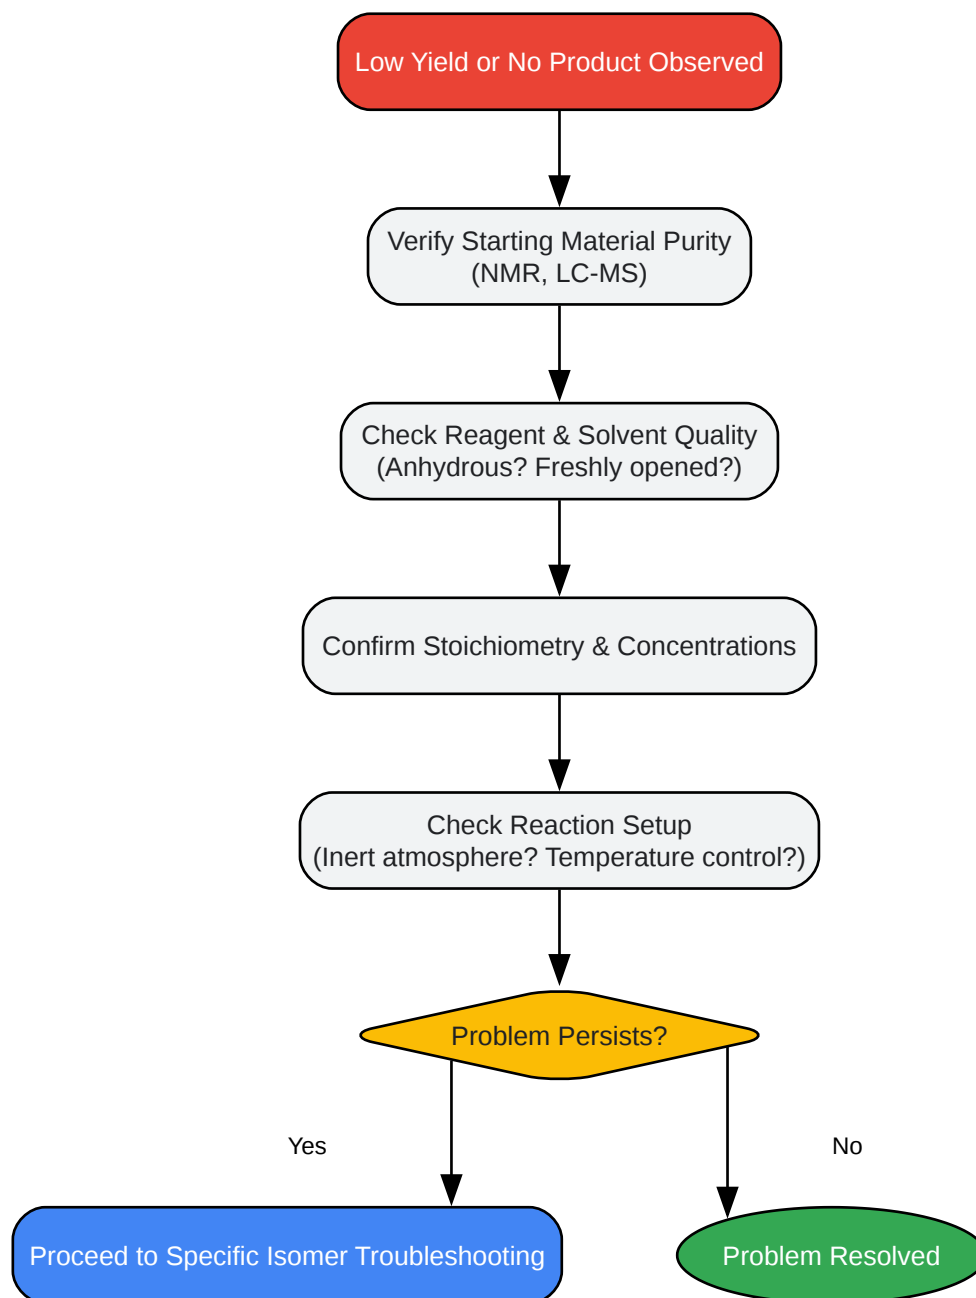 Low Yield or No Product Observed
Verify Starting Material Purity
(NMR, LC-MS)
Check Reagent & Solvent Quality
(Anhydrous? Freshly opened?)
Confirm Stoichiometry & Concentrations
Check Reaction Setup
(Inert atmosphere? Temperature control?)
Problem Persists?
Yes
No
Proceed to Specific Isomer Troubleshooting
Problem Resolved